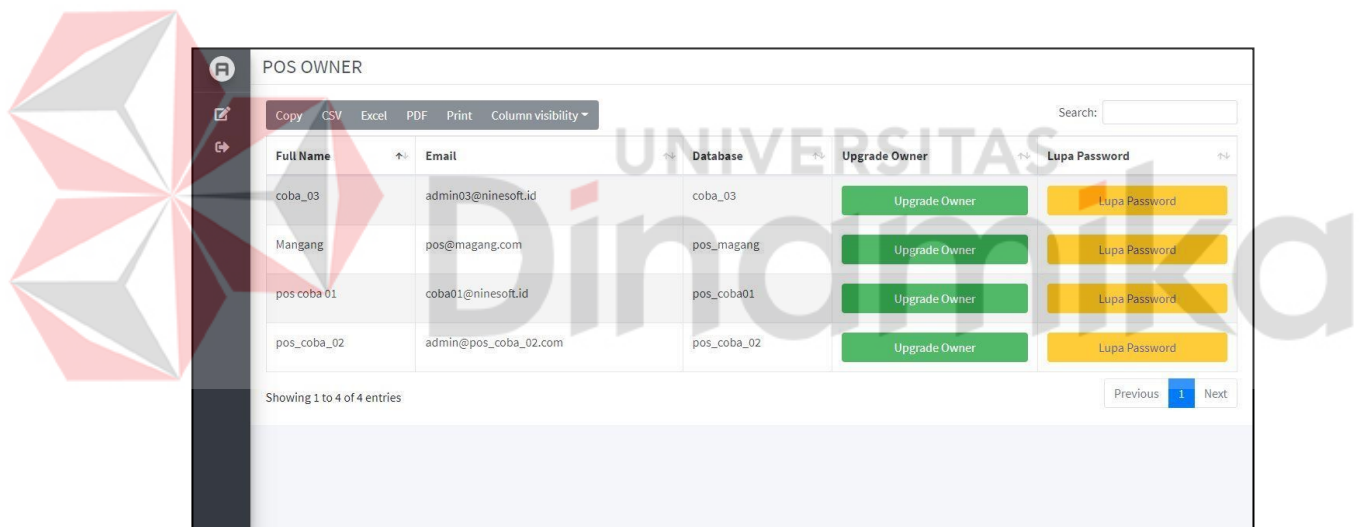 POS OWNER
Copy CSV Excel PDF Print Column visibility
Search:
UNIVERSITAS
Dinamika
Full Name Email Database Upgrade Owner Lupa Password
coba_03 admin03@ninesoft.id coba_03 Upgrade Owner Lupa Password
Mangang pos@magang.com pos_magang Upgrade Owner Lupa Password
pos coba 01 coba01@ninesoft.id pos_coba01 Upgrade Owner Lupa Password
pos_coba_02 admin@pos_coba_02.com pos_coba_02 Upgrade Owner Lupa Password
Showing 1 to 4 of 4 entries
Previous 1 Next